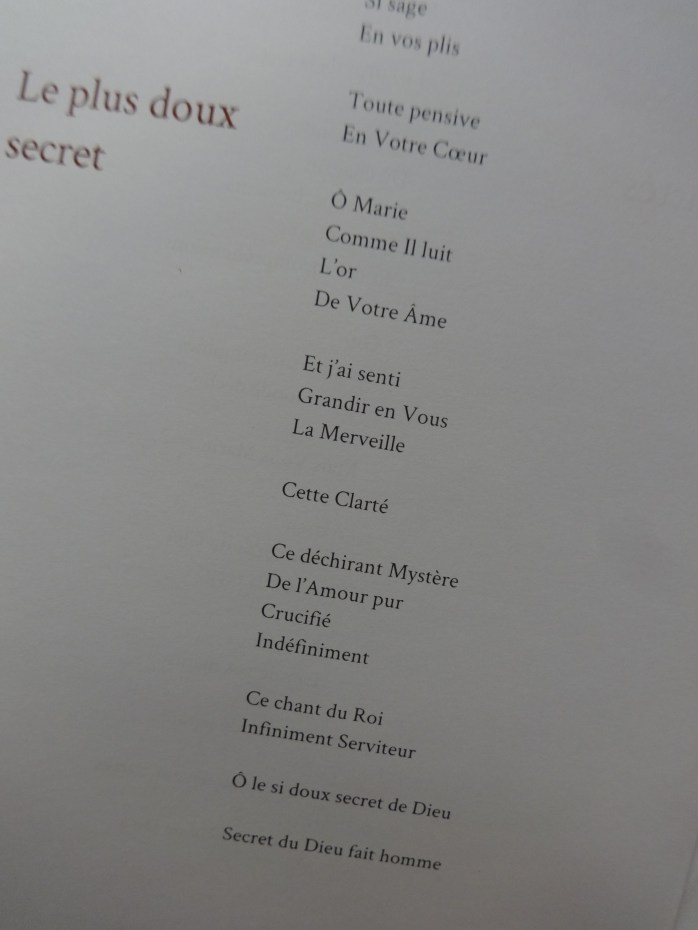 Le plus doux
secret
Si sage
En vos plis
Toute pensive
En Votre Cœur
Ô Marie
Comme Il luit
L'or
De Votre Âme
Et j'ai senti
Grandir en Vous
La Merveille
Cette Clarté
Ce déchirant Mystère
De l'Amour pur
Crucifié
Indéfiniment
Ce chant du Roi
Infiniment Serviteur
Ô le si doux secret de Dieu
Secret du Dieu fait homme